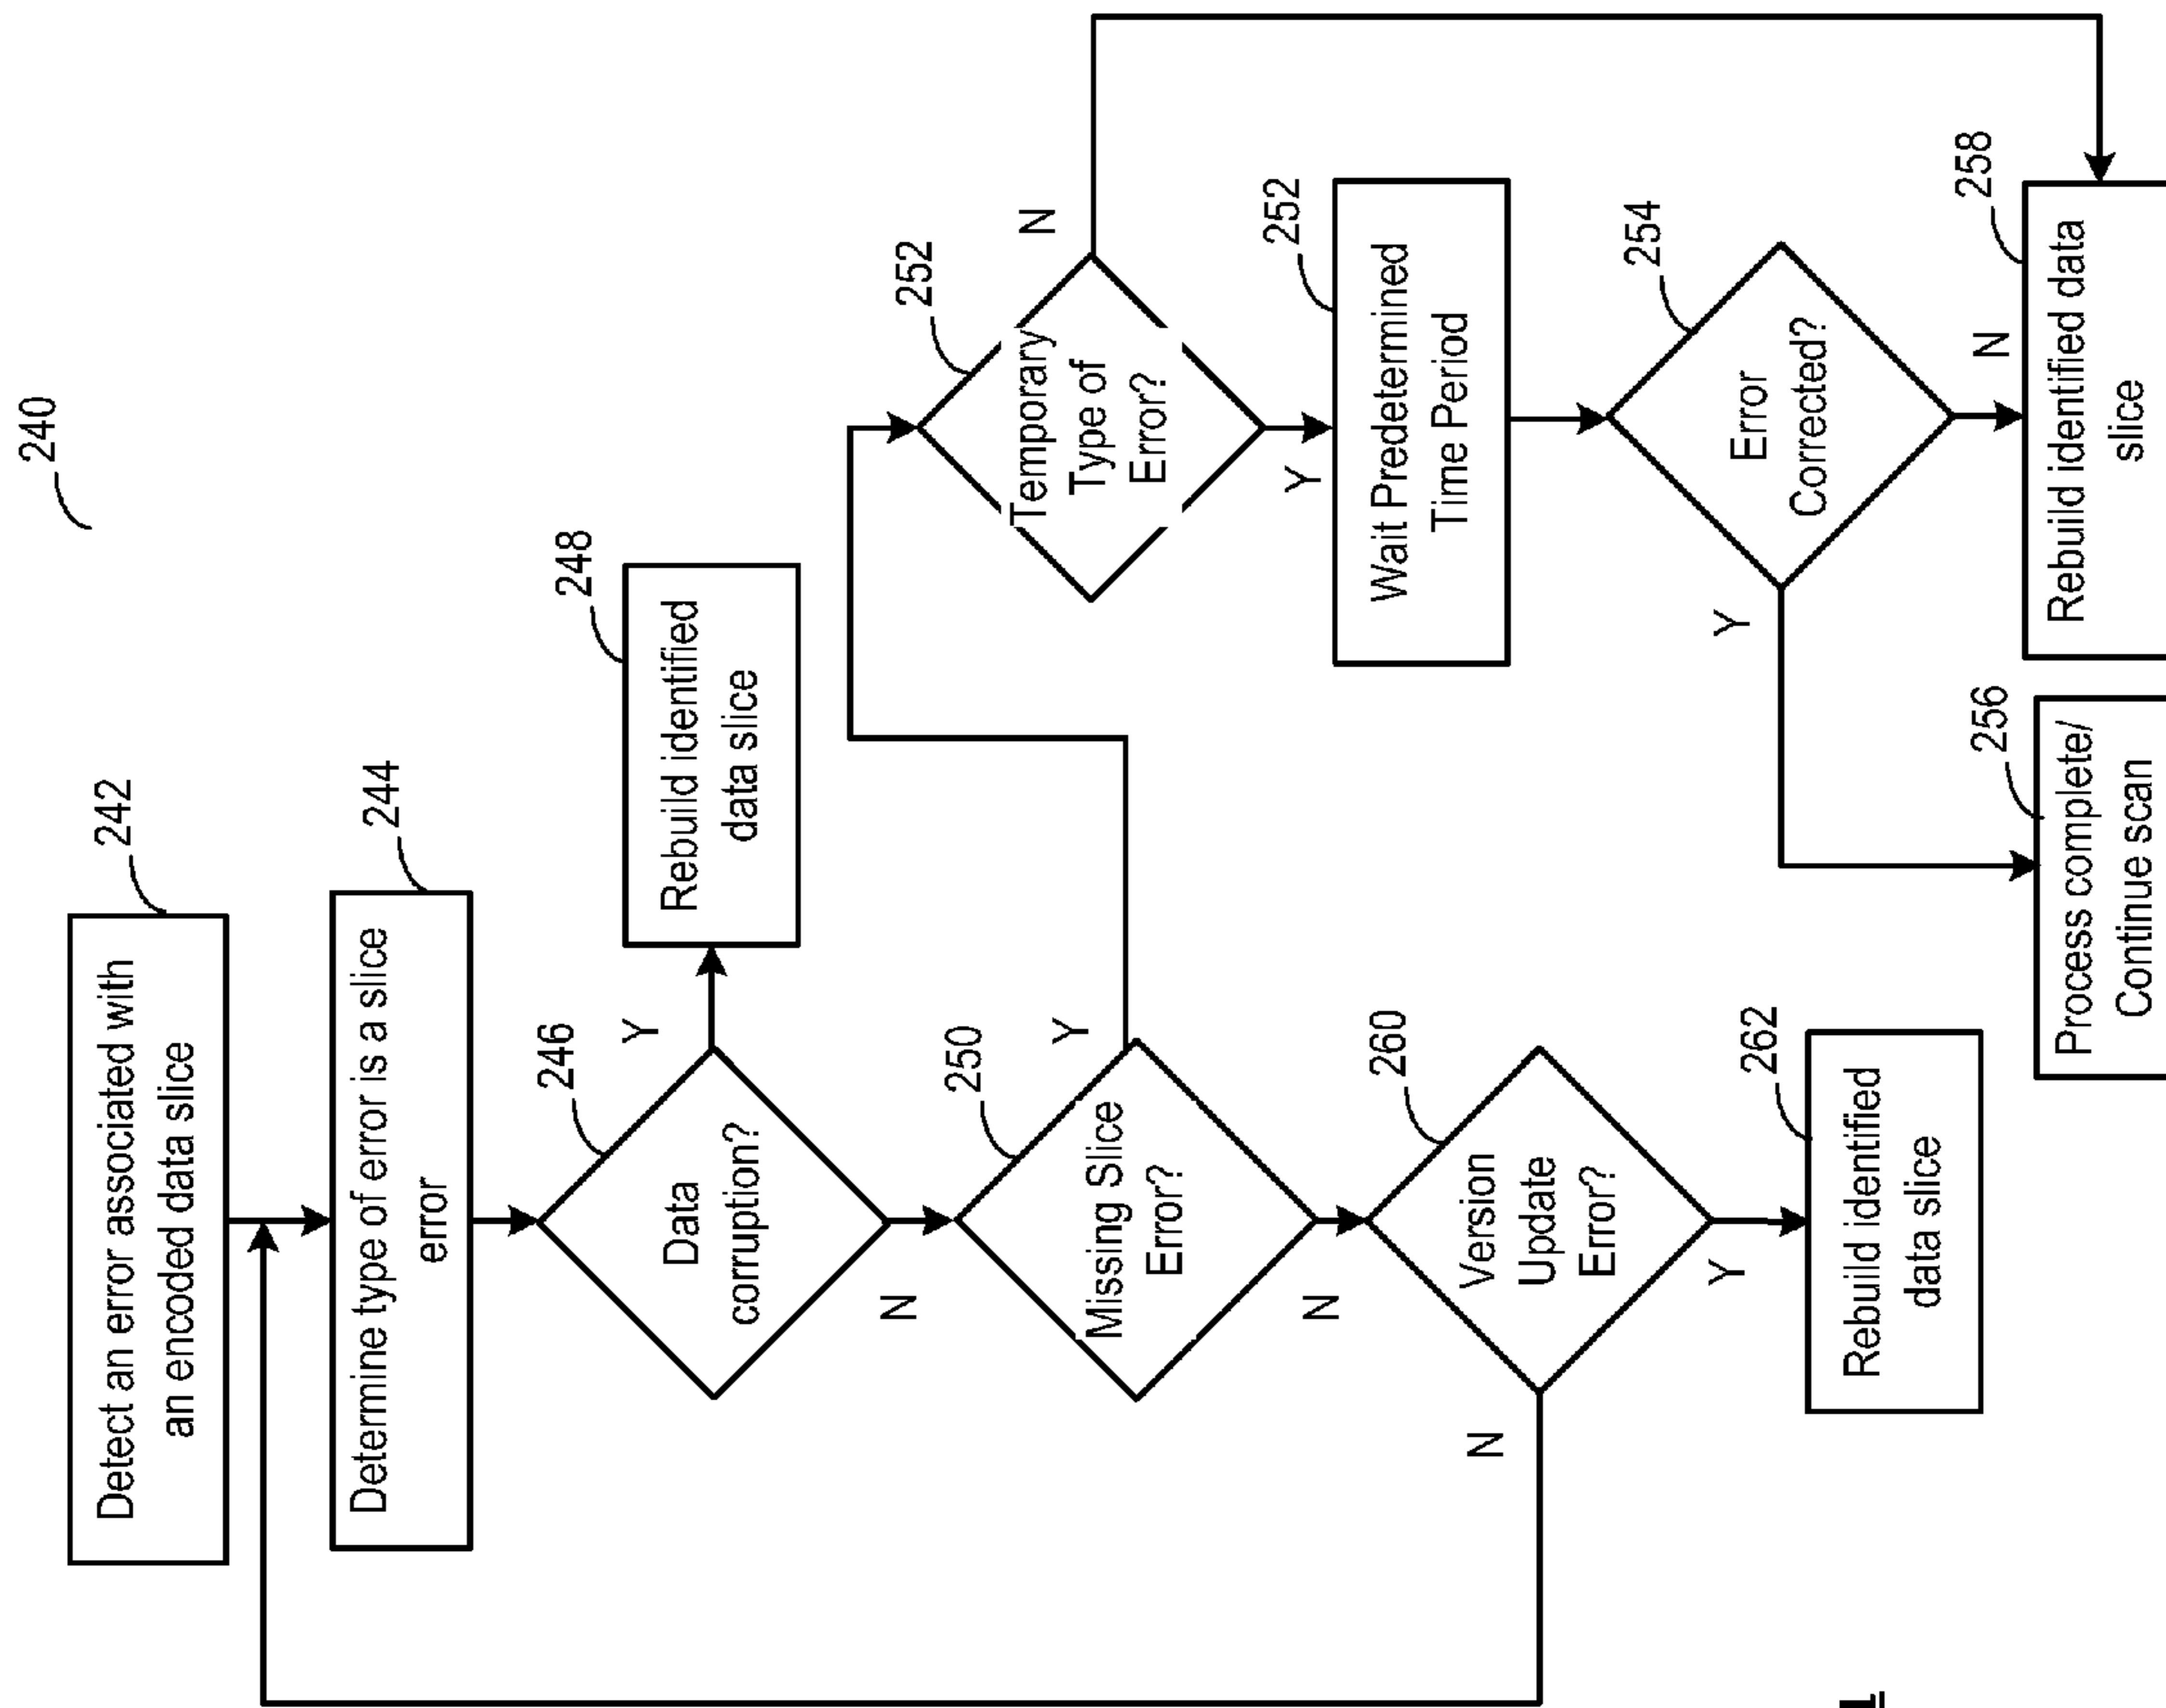 240
242
Detect an error associated with
an encoded data slice
244
Determine type of error is a slice
error
246
Data
corruption?
Y
N
248
Rebuild identified
data slice
250
Missing Slice
Error?
Y
N
260
Version
Update
Error?
N
Y
262
Rebuild identified
data slice
252
Temporary
Type of
Error?
N
Y
252
Wait Predetermined
Time Period
254
Error
Corrected?
Y
N
256
Process complete/
Continue scan
258
Rebuild identified data
slice